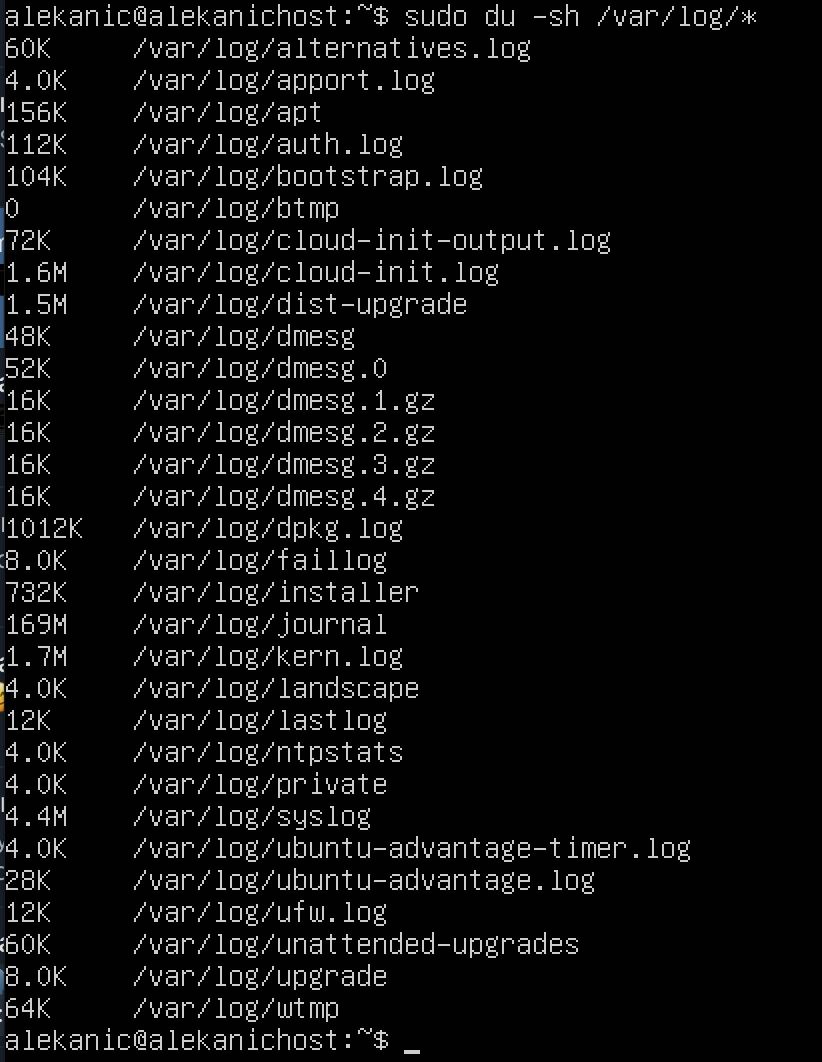 alekanic@alekanichost:~$ sudo du -sh /var/log/*
60K /var/log/alternatives.log
4.0K /var/log/apport.log
156K /var/log/apt
112K /var/log/auth.log
104K /var/log/bootstrap.log
0 /var/log/btmp
72K /var/log/cloud-init-output.log
1.6M /var/log/cloud-init.log
1.5M /var/log/dist-upgrade
48K /var/log/dmesg
52K /var/log/dmesg.0
16K /var/log/dmesg.1.gz
16K /var/log/dmesg.2.gz
16K /var/log/dmesg.3.gz
16K /var/log/dmesg.4.gz
1012K /var/log/dpkg.log
8.0K /var/log/faillog
732K /var/log/installer
169M /var/log/journal
1.7M /var/log/kern.log
4.0K /var/log/landscape
12K /var/log/lastlog
4.0K /var/log/ntpstats
4.0K /var/log/private
4.4M /var/log/syslog
4.0K /var/log/ubuntu-advantage-timer.log
28K /var/log/ubuntu-advantage.log
12K /var/log/ufw.log
60K /var/log/unattended-upgrades
8.0K /var/log/upgrade
64K /var/log/wtmp
alekanic@alekanichost:~$ _